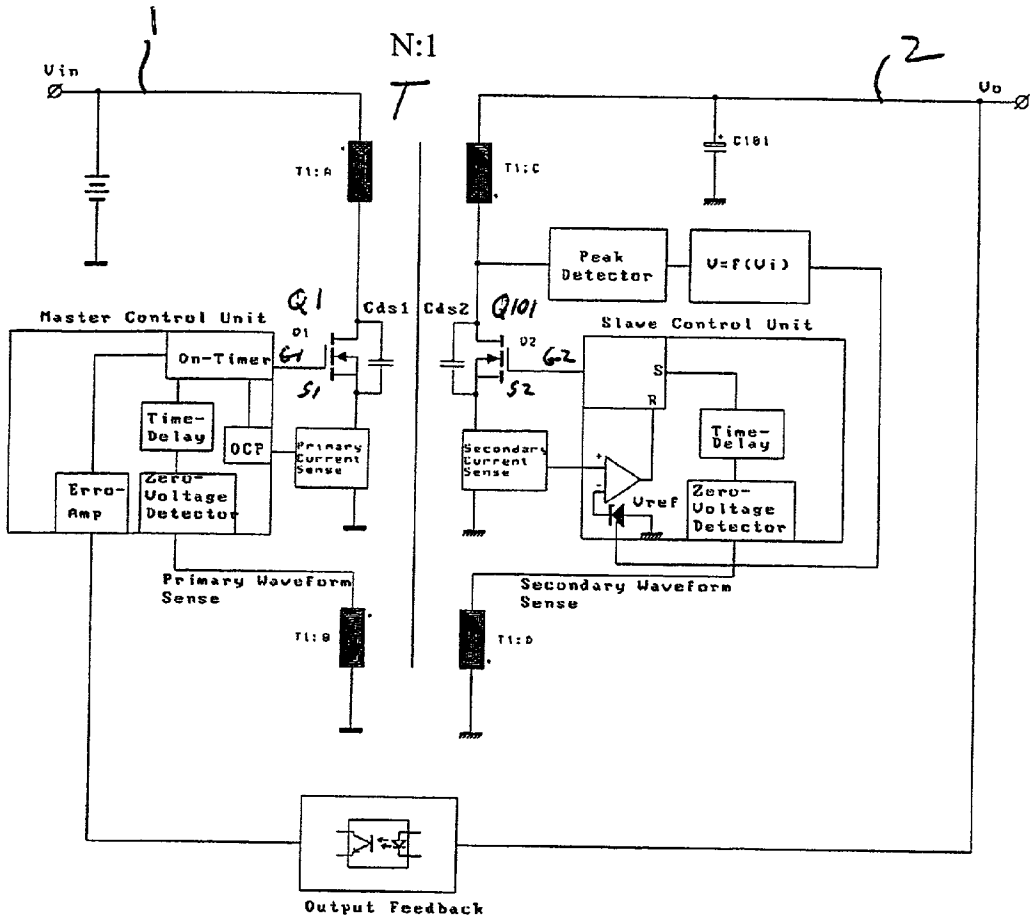 1
N:1
2
Vin
T
Vo
C101
T1:A
T1:C
Peak
Detector
V=f(Vi)
Q1
Cds1
Cds2
Q101
Master Control Unit
Slave Control Unit
D1
D2
On-Timer
G1
G2
S
S1
S2
R
Time-
Delay
OCP
Primary
Current
Sense
Secondary
Current
Sense
+
-
Time-
Delay
Erro-
Amp
Zero-
Voltage
Detector
Vref
Zero-
Voltage
Detector
Primary Waveform
Sense
Secondary Waveform
Sense
T1:B
T1:D
Output Feedback